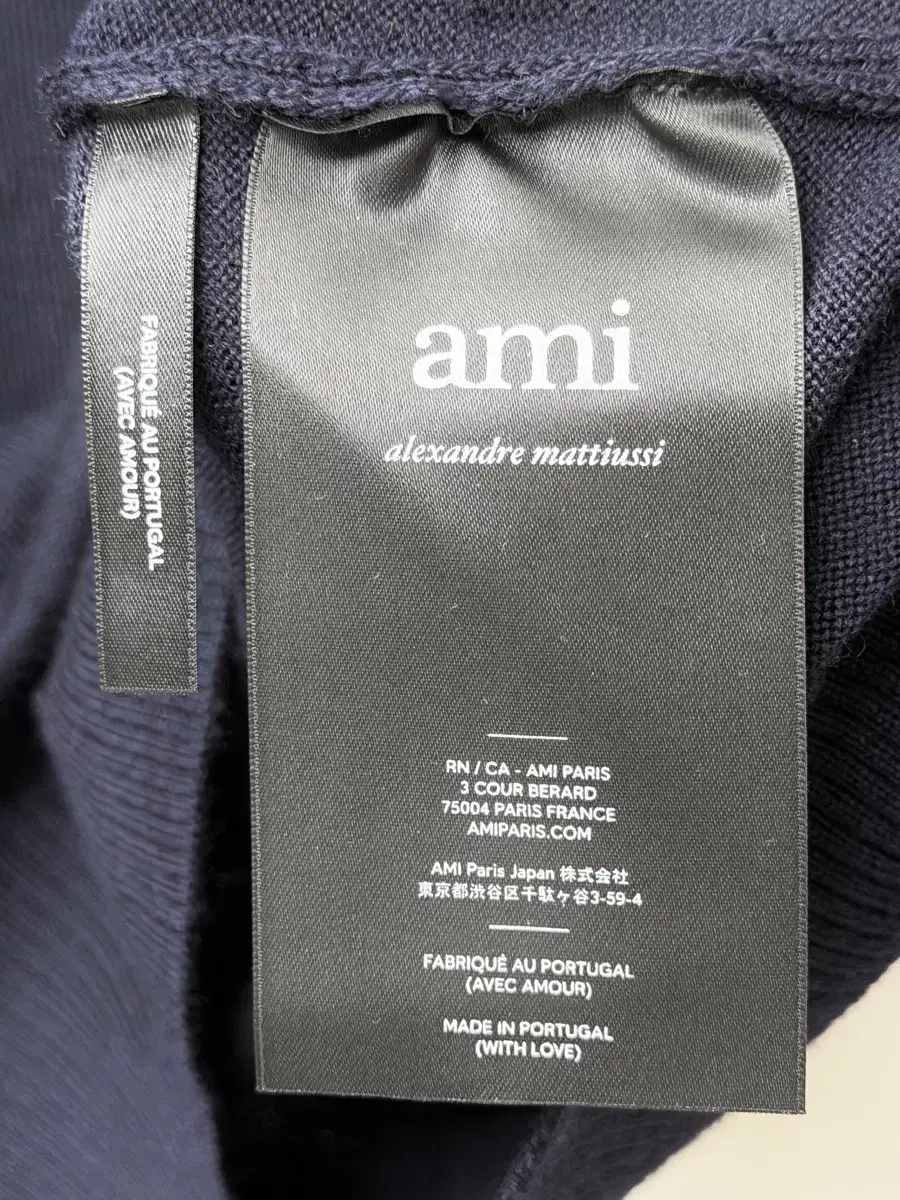 FABRIQUÉ AU PORTUGAL
(AVEC AMOUR)
ami
alexandre mattiussi
RN / CA - AMI PARIS
3 COUR BERARD
75004 PARIS FRANCE
AMIPARIS.COM
AMI Paris Japan 株式会社
東京都渋谷区千駄ヶ谷3-59-4
FABRIQUÉ AU PORTUGAL
(AVEC AMOUR)
MADE IN PORTUGAL
(WITH LOVE)